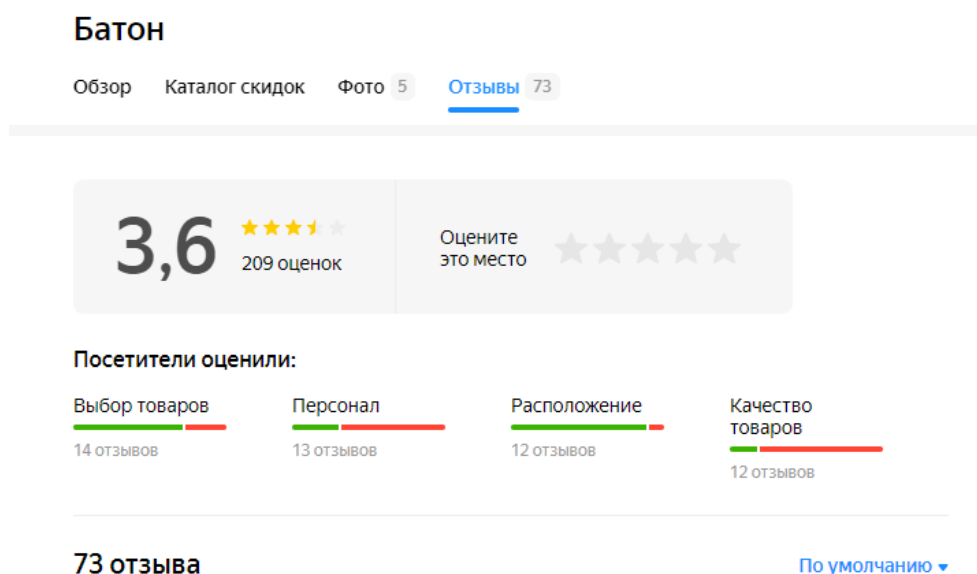 Батон
Обзор Каталог скидок Фото 5 Отзывы 73
3,6
209 оценок
Оцените
это место
Посетители оценили:
Выбор товаров
14 отзывов
Персонал
13 отзывов
Расположение
12 отзывов
Качество
товаров
12 отзывов
73 отзыва
По умолчанию